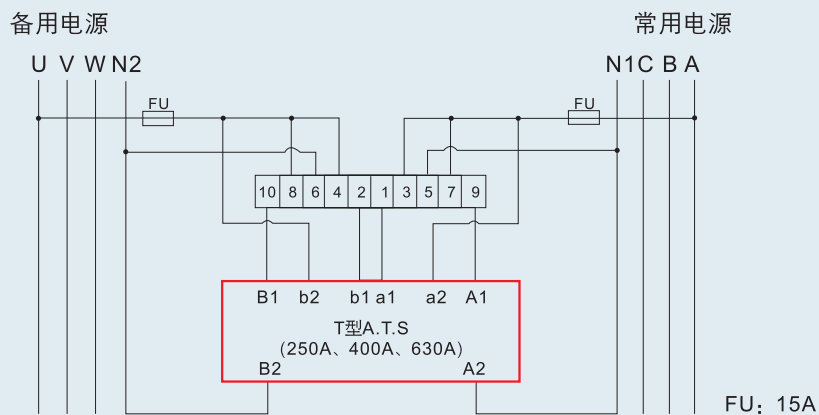 备用电源 常用电源
U V W N2 N1 C B A
FU FU
10 8 6 4 2 1 3 5 7 9
B1 b2 b1 a1 a2 A1
T型A.T.S
(250A、400A、630A)
B2 A2
FU：15A